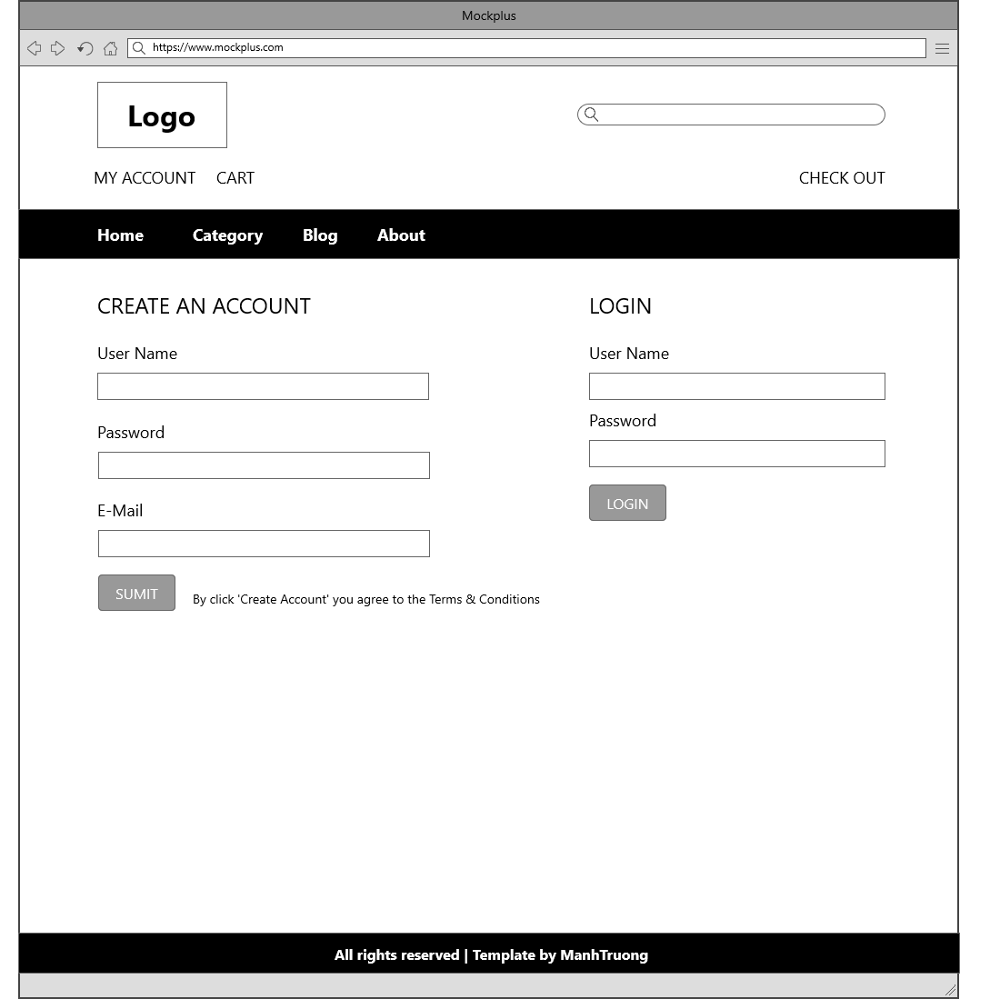 Mockplus
https://www.mockplus.com
Logo
MY ACCOUNT CART CHECK OUT
Home Category Blog About
CREATE AN ACCOUNT
User Name
Password
E-Mail
SUMIT By click 'Create Account' you agree to the Terms & Conditions
LOGIN
User Name
Password
LOGIN
All rights reserved | Template by ManhTruong